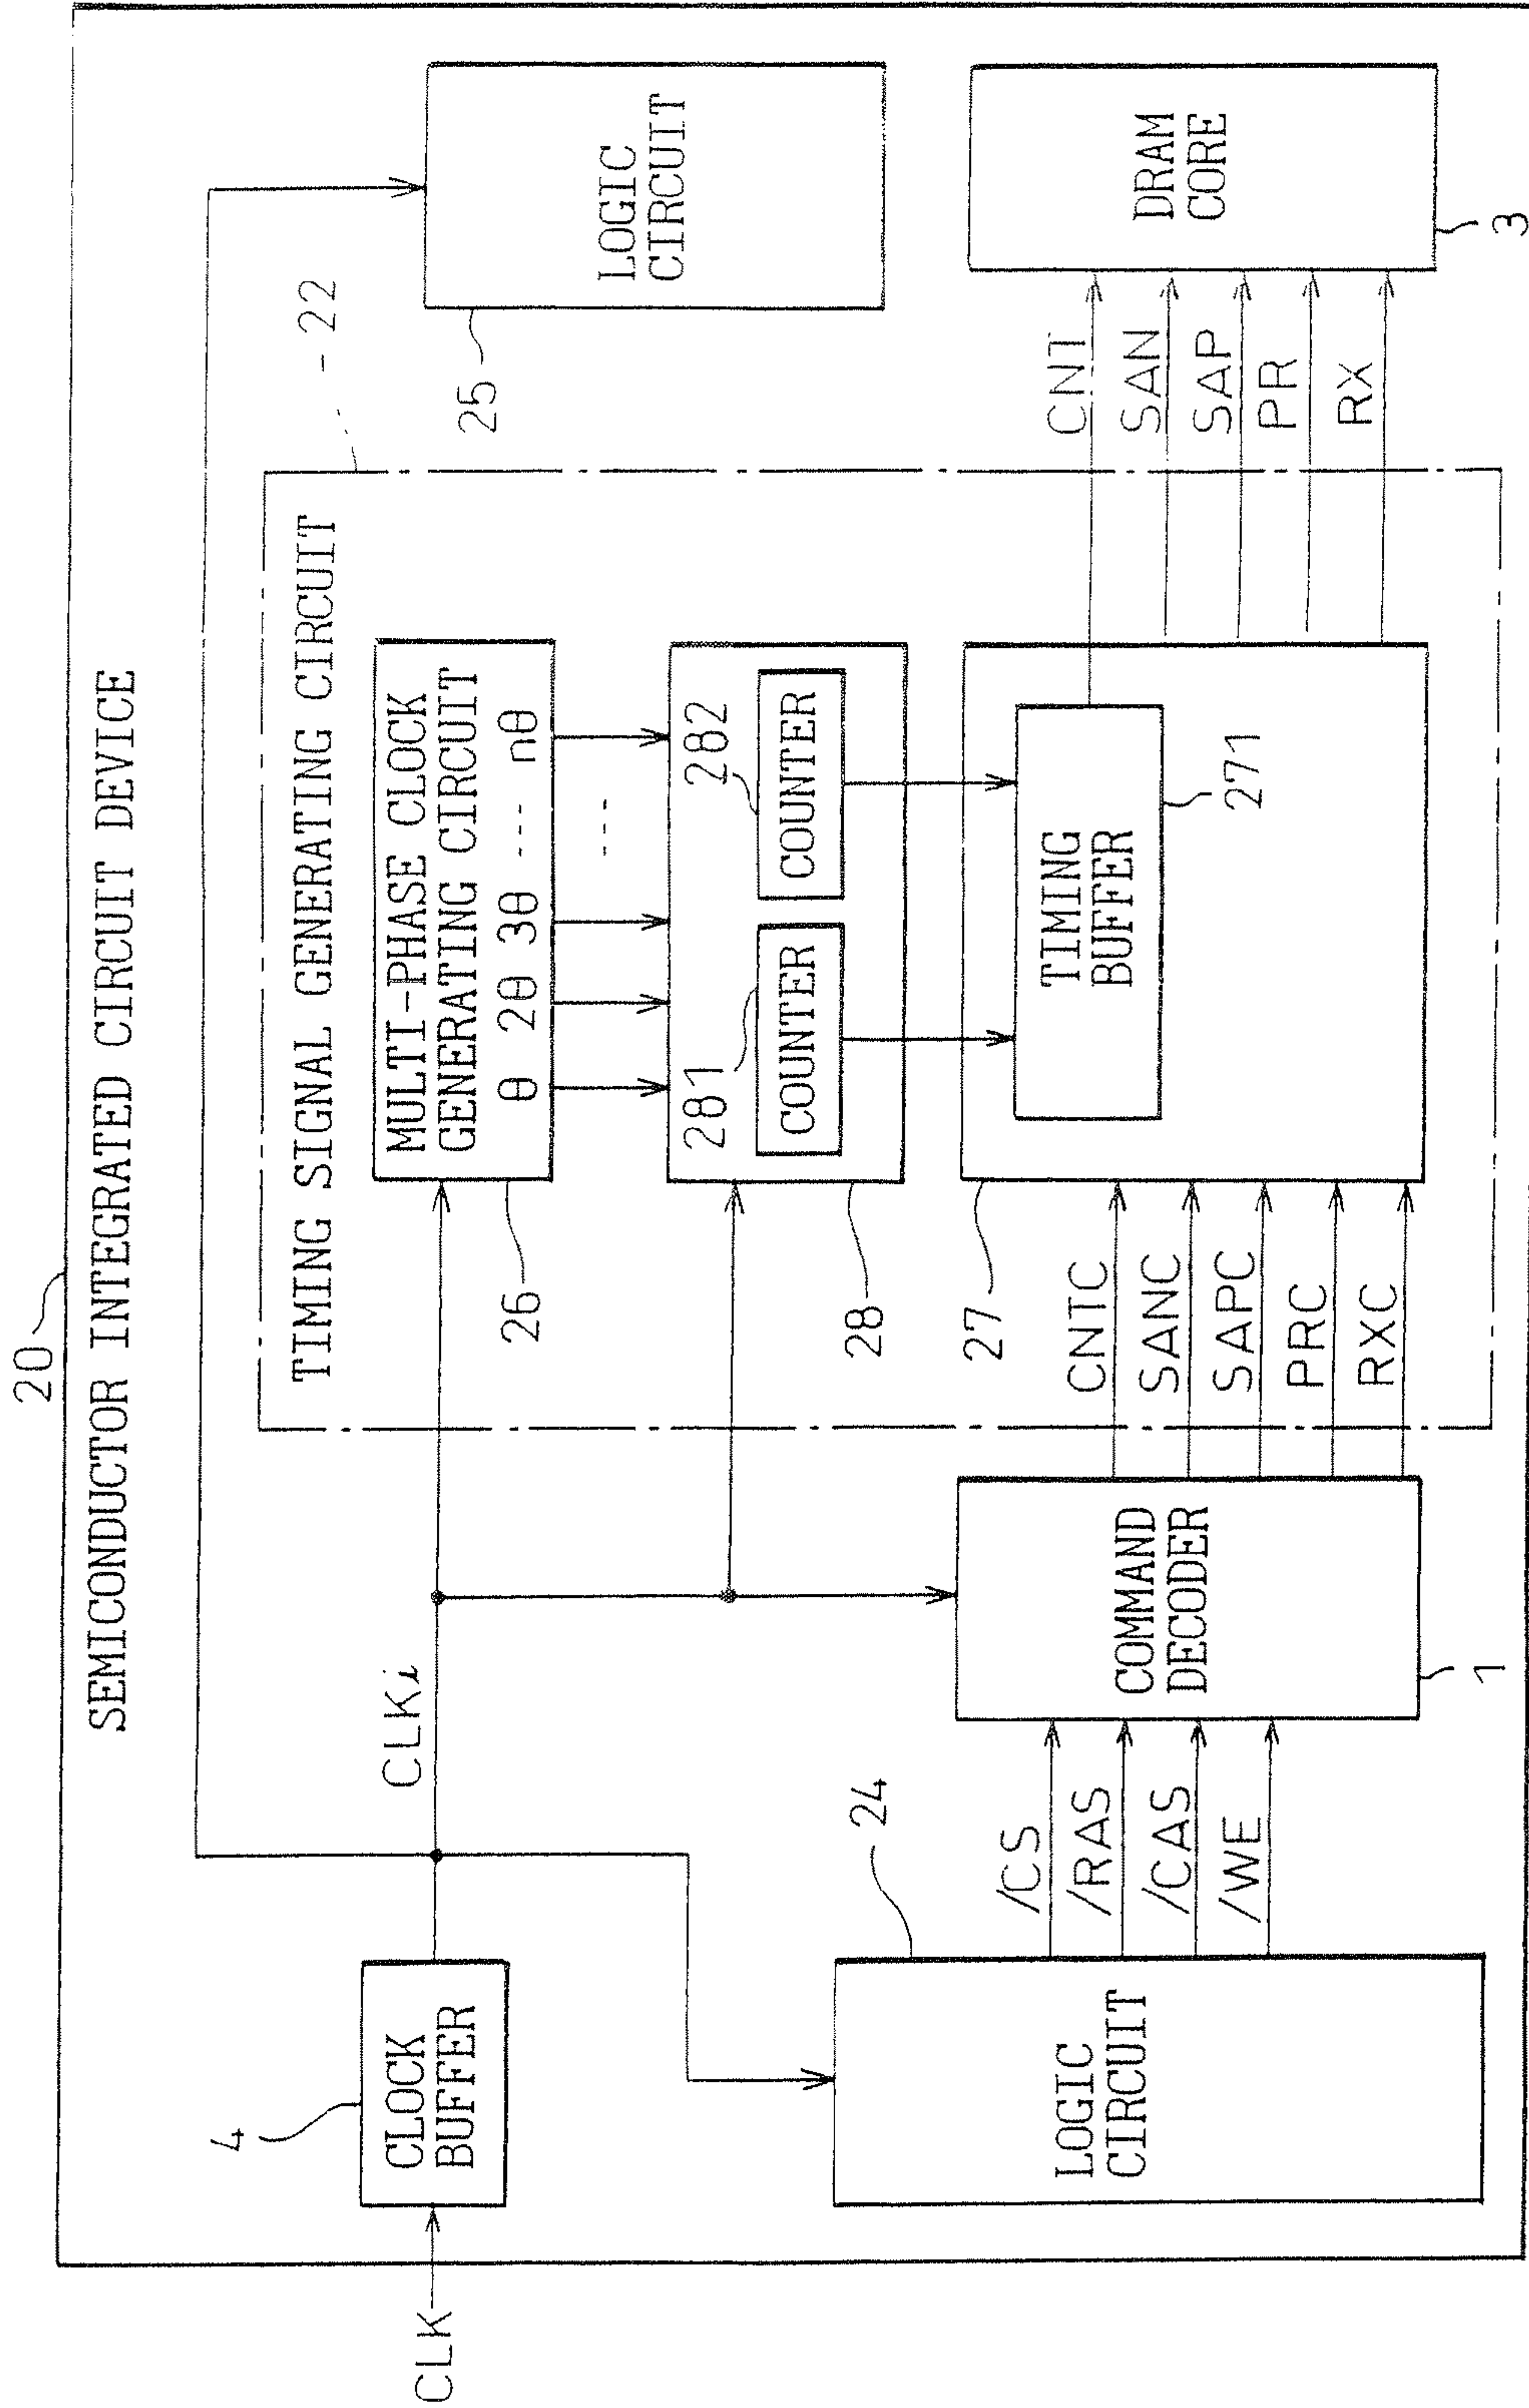 20
SEMICONDUCTOR INTEGRATED CIRCUIT DEVICE
CLK
4
CLOCK
BUFFER
CLKi
TIMING SIGNAL GENERATING CIRCUIT
22
26
MULTI-PHASE CLOCK
GENERATING CIRCUIT
θ 2θ 3θ --- nθ
---
28
281
282
COUNTER
COUNTER
27
TIMING
BUFFER
271
25
LOGIC
CIRCUIT
24
LOGIC
CIRCUIT
/CS
/RAS
/CAS
/WE
COMMAND
DECODER
1
CNTC
SANC
SAPC
PRC
RXC
CNT
SAN
SAP
PR
RX
DRAM
CORE
3